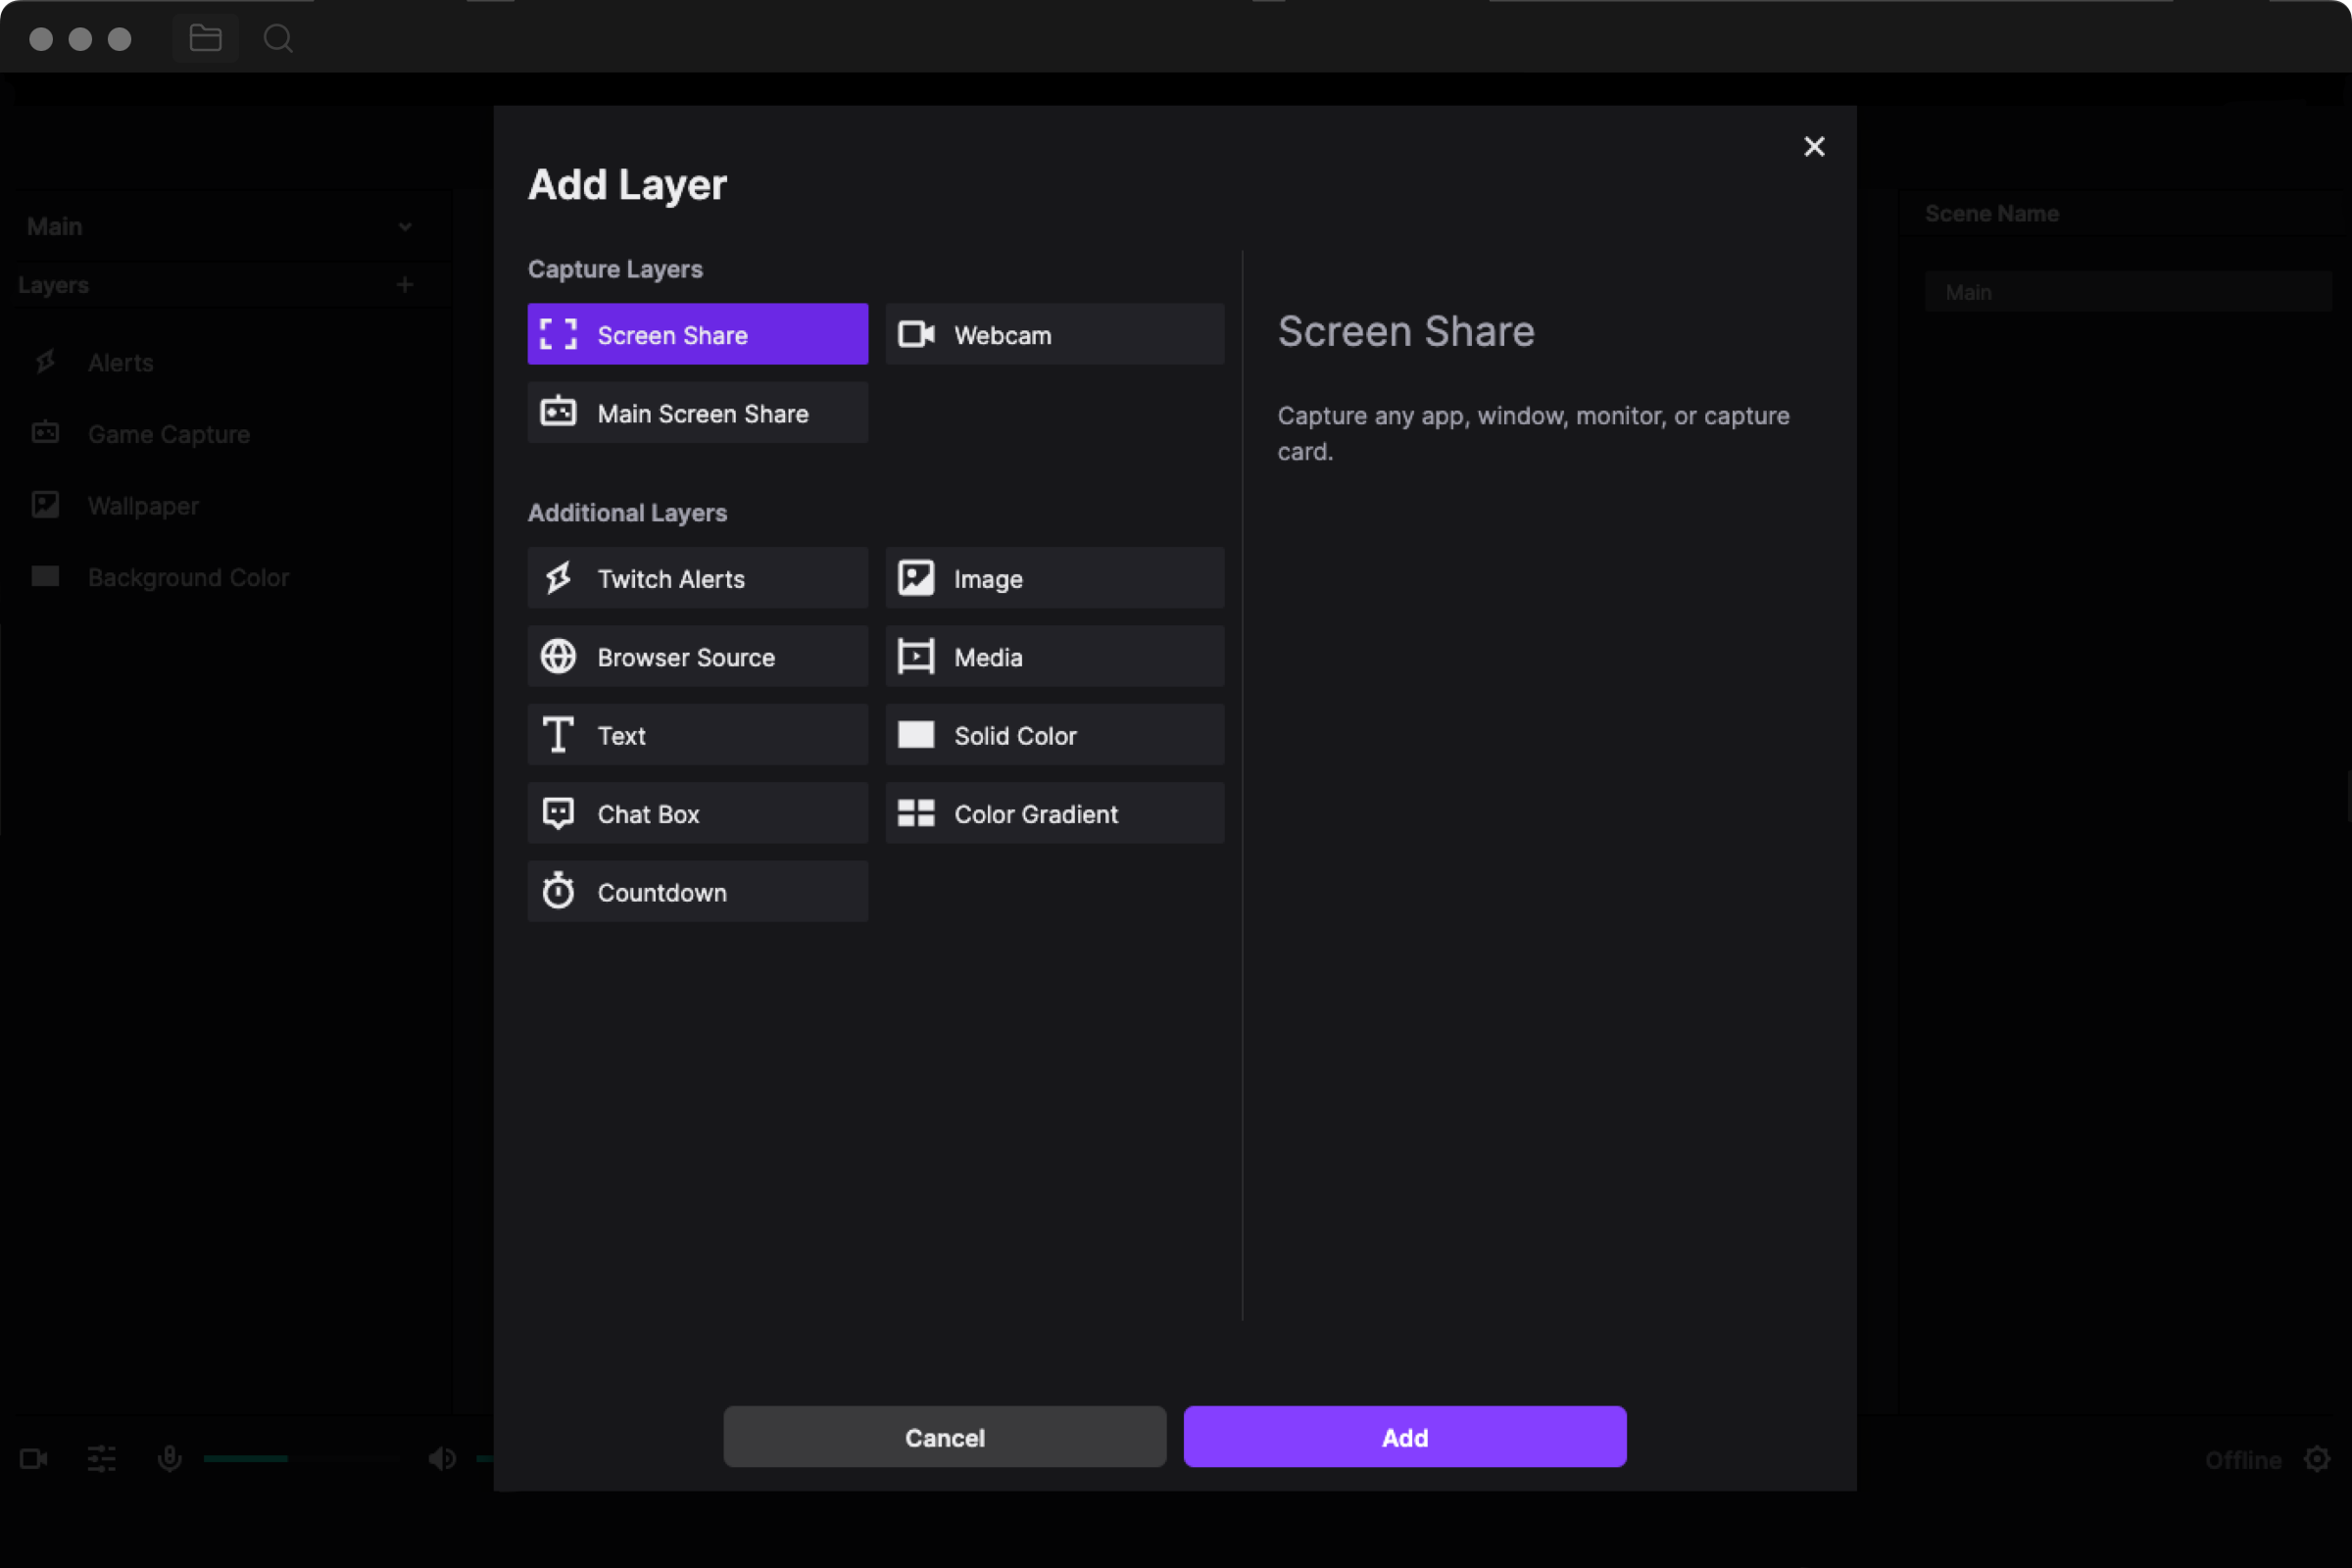 Add Layer
Main
Scene Name
Layers
Capture Layers
Main
Screen Share
Webcam
Screen Share
Alerts
Main Screen Share
Capture any app, window, monitor, or capture
card.
Game Capture
Wallpaper
Additional Layers
Background Color
Twitch Alerts
Image
Browser Source
Media
Text
Solid Color
Chat Box
Color Gradient
Countdown
Cancel
Add
Offline